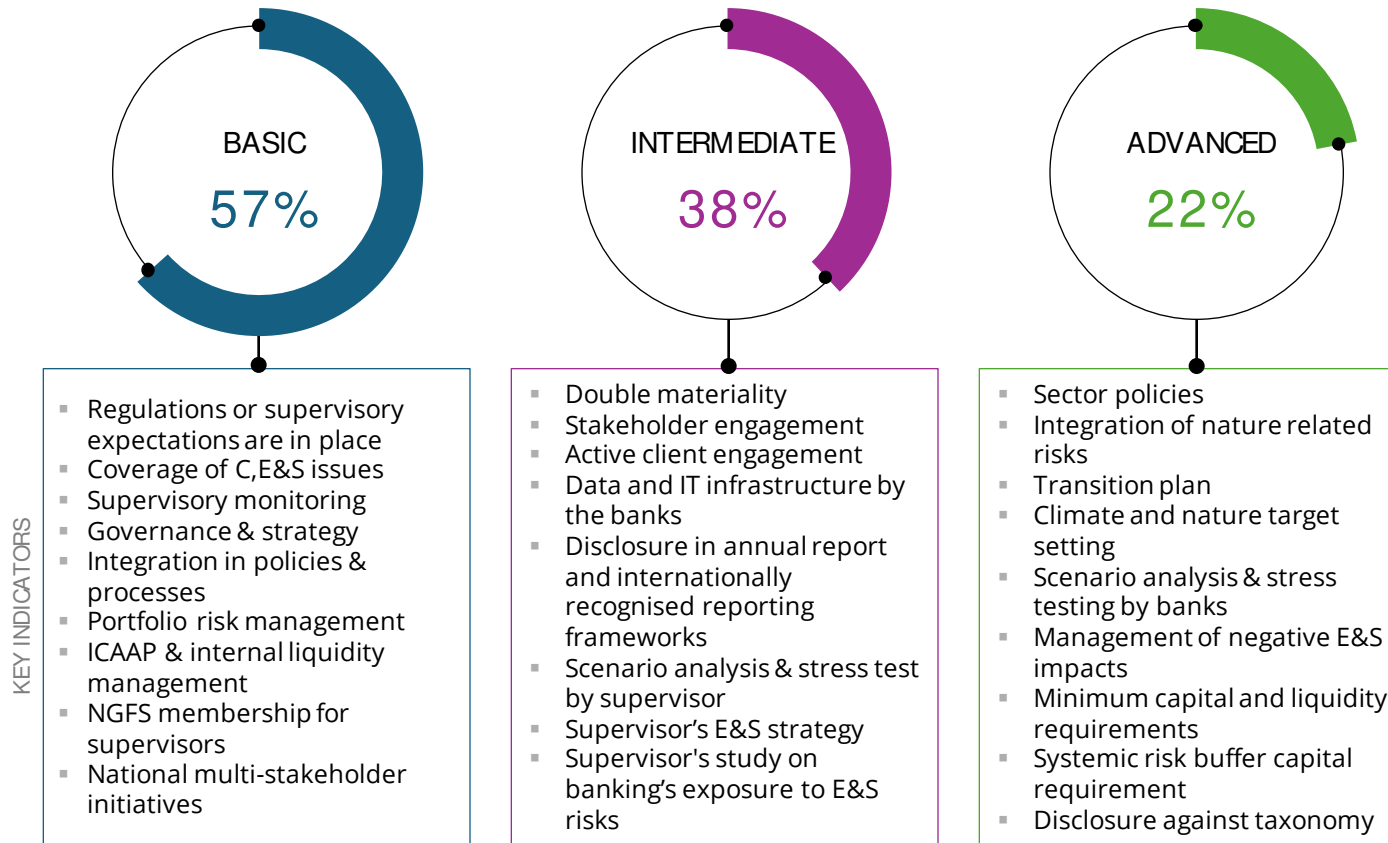 BASIC
57%
INTERMEDIATE
38%
ADVANCED
22%
KEY INDICATORS
▪ Regulations or supervisory
expectations are in place
▪ Coverage of C,E&S issues
▪ Supervisory monitoring
▪ Governance & strategy
▪ Integration in policies &
processes
▪ Portfolio risk management
▪ ICAAP & internal liquidity
management
▪ NGFS membership for
supervisors
▪ National multi-stakeholder
initiatives
▪ Double materiality
▪ Stakeholder engagement
▪ Active client engagement
▪ Data and IT infrastructure by
the banks
▪ Disclosure in annual report
and internationally
recognised reporting
frameworks
▪ Scenario analysis & stress test
by supervisor
▪ Supervisor’s E&S strategy
▪ Supervisor's study on
banking’s exposure to E&S
risks
▪ Sector policies
▪ Integration of nature related
risks
▪ Transition plan
▪ Climate and nature target
setting
▪ Scenario analysis & stress
testing by banks
▪ Management of negative E&S
impacts
▪ Minimum capital and liquidity
requirements
▪ Systemic risk buffer capital
requirement
▪ Disclosure against taxonomy